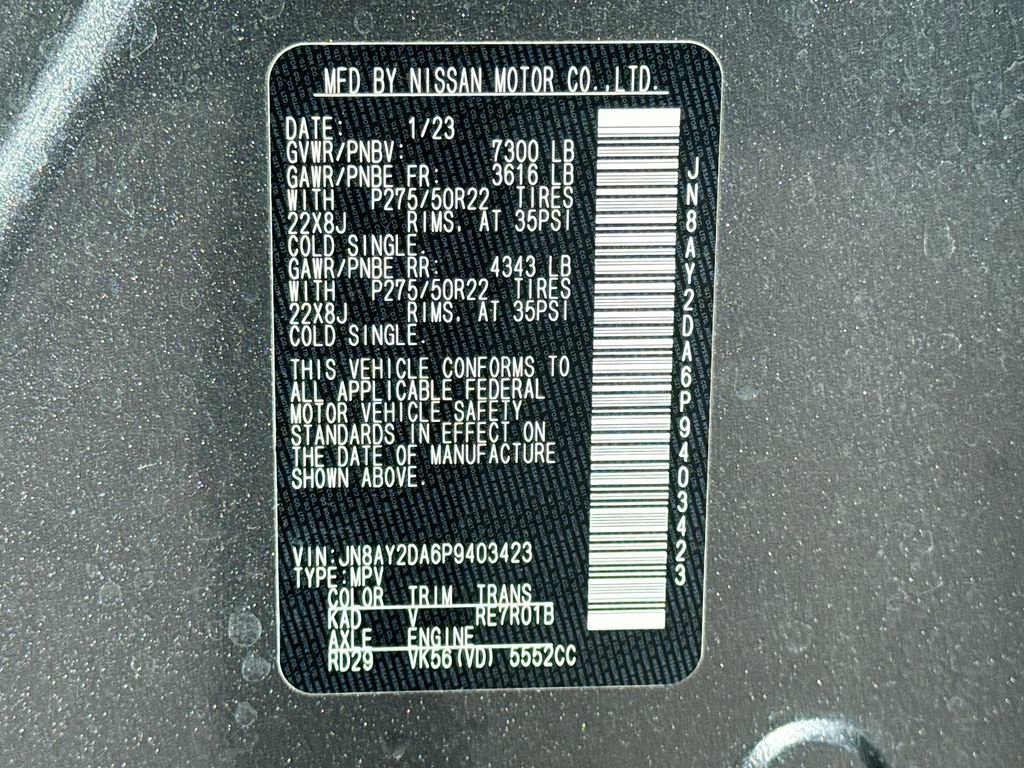 MFD BY NISSAN MOTOR CO.,LTD.
DATE: 1/23
GVWR/PNBV: 7300 LB
GAWR/PNBE FR: 3616 LB
WITH P275/50R22 TIRES
22X8J RIMS. AT 35PSI
COLD SINGLE.
GAWR/PNBE RR: 4343 LB
WITH P275/50R22 TIRES
22X8J RIMS. AT 35PSI
COLD SINGLE.
THIS VEHICLE CONFORMS TO
ALL APPLICABLE FEDERAL
MOTOR VEHICLE SAFETY
STANDARDS IN EFFECT ON
THE DATE OF MANUFACTURE
SHOWN ABOVE.
VIN:JN8AY2DA6P9403423
TYPE:MPV
COLOR TRIM TRANS
KAD V RE7R01B
AXLE ENGINE
RD29 VK56(VD) 5552CC
JN8AY2DA6P9403423